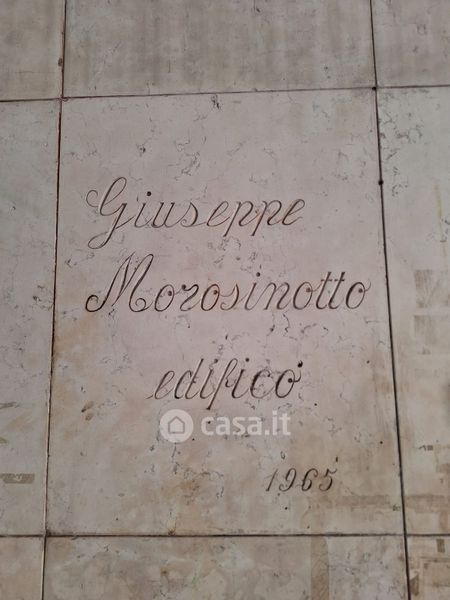 Giuseppe
Morosinotto
edificò
casa.it
1965